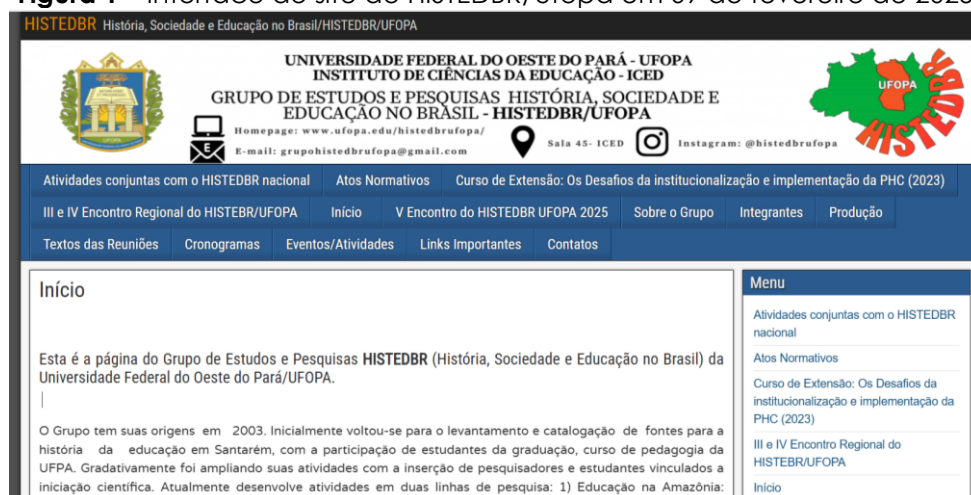 HISTEDBR História, Sociedade e Educação no Brasil/HISTEDBR/UFOPA
UNIVERSIDADE FEDERAL DO OESTE DO PARÁ - UFOPA
INSTITUTO DE CIÊNCIAS DA EDUCAÇÃO - ICED
GRUPO DE ESTUDOS E PESQUISAS HISTÓRIA, SOCIEDADE E
EDUCAÇÃO NO BRASIL - HISTEDBR/UFOPA
Homepage: www.ufopa.edu/histedbrufopa/
E-mail: grupohistedbrufopa@gmail.com
Sala 45- ICED
Instagram: @histedbrufopa
UFOPA
HISTEDBR
Atividades conjuntas com o HISTEDBR nacional Atos Normativos Curso de Extensão: Os Desafios da institucionalização e implementação da PHC (2023)
III e IV Encontro Regional do HISTEBR/UFOPA Início V Encontro do HISTEDBR UFOPA 2025 Sobre o Grupo Integrantes Produção
Textos das Reuniões Cronogramas Eventos/Atividades Links Importantes Contatos
Início
Esta é a página do Grupo de Estudos e Pesquisas HISTEDBR (História, Sociedade e Educação no Brasil) da
Universidade Federal do Oeste do Pará/UFOPA.
O Grupo tem suas origens em 2003. Inicialmente voltou-se para o levantamento e catalogação de fontes para a
história da educação em Santarém, com a participação de estudantes da graduação, curso de pedagogia da
UFPA. Gradativamente foi ampliando suas atividades com a inserção de pesquisadores e estudantes vinculados a
iniciação científica. Atualmente desenvolve atividades em duas linhas de pesquisa: 1) Educação na Amazônia:
Menu
Atividades conjuntas com o HISTEDBR
nacional
Atos Normativos
Curso de Extensão: Os Desafios da
institucionalização e implementação da
PHC (2023)
III e IV Encontro Regional do
HISTEBR/UFOPA
Início